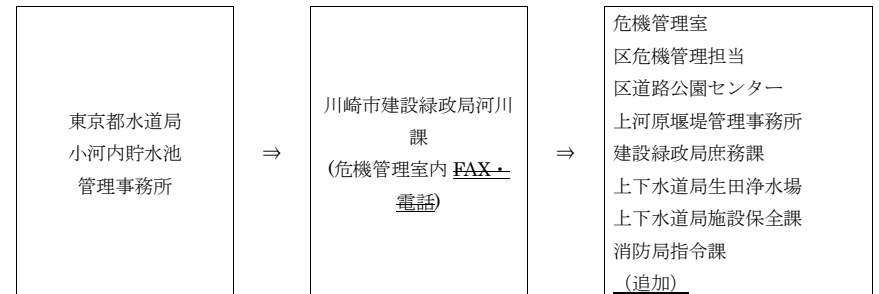 東京都水道局
小河内貯水池
管理事務所
⇒
川崎市建設緑政局河川
課
(危機管理室内 FAX・
電話)
⇒
危機管理室
区危機管理担当
区道路公園センター
上河原堰堤管理事務所
建設緑政局庶務課
上下水道局生田浄水場
上下水道局施設保全課
消防局指令課
（追加）